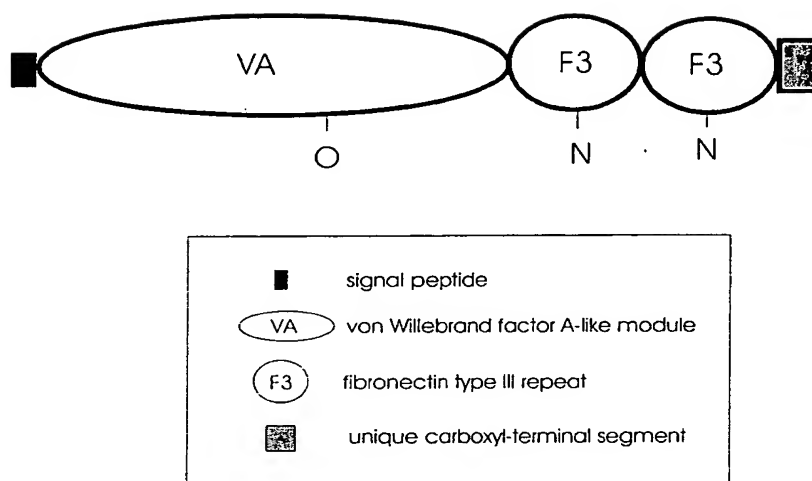 VA F3 F3
O N N
signal peptide
VA von Willebrand factor A-like module
F3 fibronectin type III repeat
unique carboxyl-terminal segment